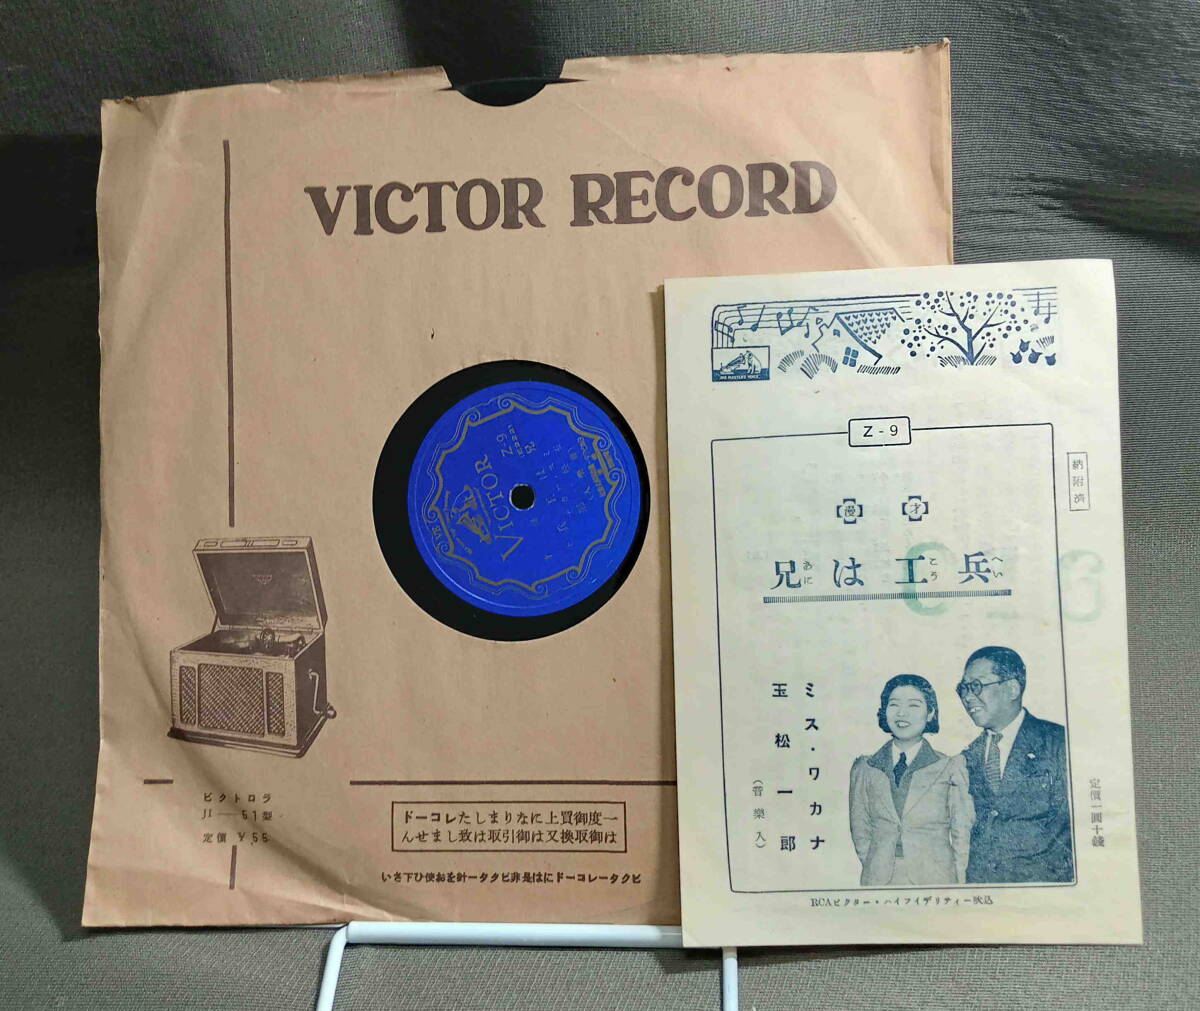 VICTOR RECORD
VICTOR
Z-9
ビクトロラ
J1—51型
定價 ¥.55
ドーコレたしまりなに上買御度一
んせまし致は引取御は又換取御は
いさ下ひ使おを針ータクビ非是はにドーコレータクビ
HIS MASTER'S VOICE
Z-9
納附済
【漫】【才】
兄は工兵
あに こう へい
ミス・ワカナ
玉松一郎
(音樂入)
定價一圓十錢
RCAビクター・ハイフイデリティー吹込